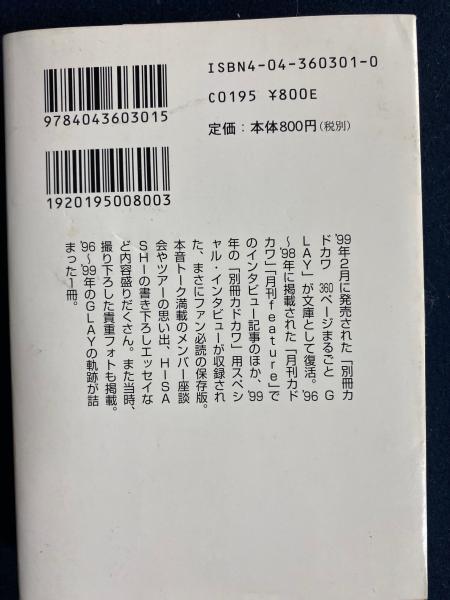 ISBN4-04-360301-0
C0195 ¥800E
定価：本体800円(税別)
9784043603015
1920195008003
'99年2月に発売された「別冊カ
ドカワ 360ページまるごと G
LAY」が文庫として復活。'96
〜'98年に掲載された「月刊カド
カワ」「月刊feature」で
のインタビュー記事のほか、'99
年の「別冊カドカワ」用スペシ
ャル・インタビューが収録され
た、まさにファン必読の保存版。
本音トーク満載のメンバー座談
会やツアーの思い出、HISA
SHIの書き下ろしエッセイな
ど内容盛りだくさん。また当時、
撮り下ろした貴重フォトも掲載。
'96〜'99年のGLAYの軌跡が詰
まった1冊。